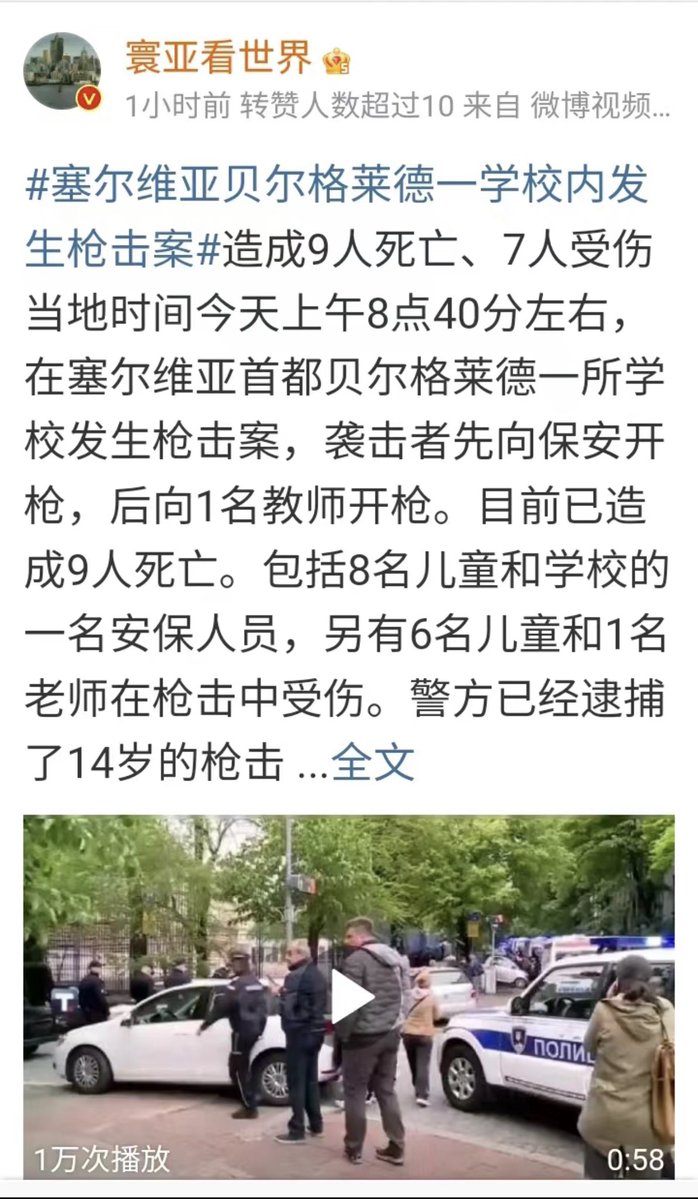 寰亚看世界
1小时前 转赞人数超过10 来自 微博视频...
#塞尔维亚贝尔格莱德一学校内发
生枪击案#造成9人死亡、7人受伤
当地时间今天上午8点40分左右，
在塞尔维亚首都贝尔格莱德一所学
校发生枪击案，袭击者先向保安开
枪，后向1名教师开枪。目前已造
成9人死亡。包括8名儿童和学校的
一名安保人员，另有6名儿童和1名
老师在枪击中受伤。警方已经逮捕
了14岁的枪击 ...全文
T
ПОЛИ
1万次播放
0:58